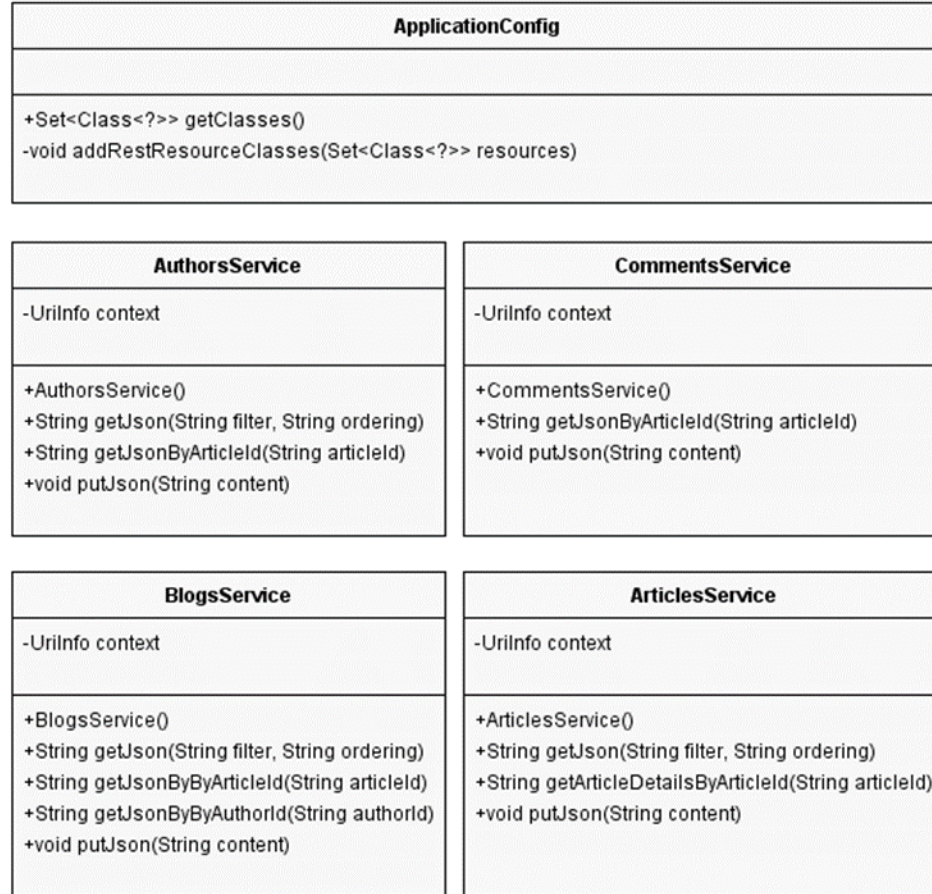 ApplicationConfig
+Set<Class<?>> getClasses()
-void addRestResourceClasses(Set<Class<?>> resources)
AuthorsService
-UriInfo context
+AuthorsService()
+String getJson(String filter, String ordering)
+String getJsonByArticleId(String articleId)
+void putJson(String content)
CommentsService
-UriInfo context
+CommentsService()
+String getJsonByArticleId(String articleId)
+void putJson(String content)
BlogsService
-UriInfo context
+BlogsService()
+String getJson(String filter, String ordering)
+String getJsonByByArticleId(String articleId)
+String getJsonByByAuthorId(String authorId)
+void putJson(String content)
ArticlesService
-UriInfo context
+ArticlesService()
+String getJson(String filter, String ordering)
+String getArticleDetailsByArticleId(String articleId)
+void putJson(String content)